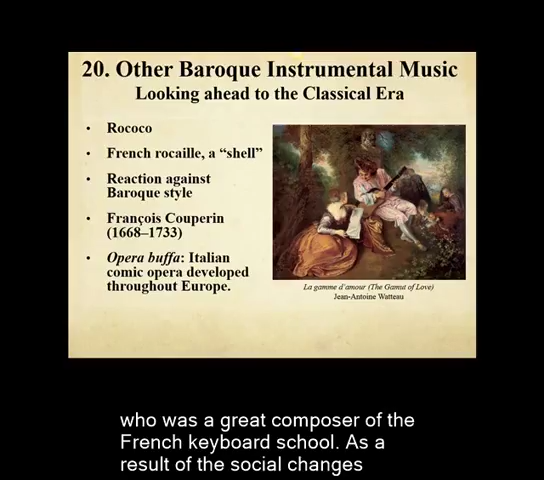 20. Other Baroque Instrumental Music
Looking ahead to the Classical Era
• Rococo
• French rocaille, a “shell”
• Reaction against
Baroque style
• François Couperin
(1668–1733)
• Opera buffa: Italian
comic opera developed
throughout Europe.
La gamme d'amour (The Gamut of Love)
Jean-Antoine Watteau
who was a great composer of the
French keyboard school. As a
result of the social changes